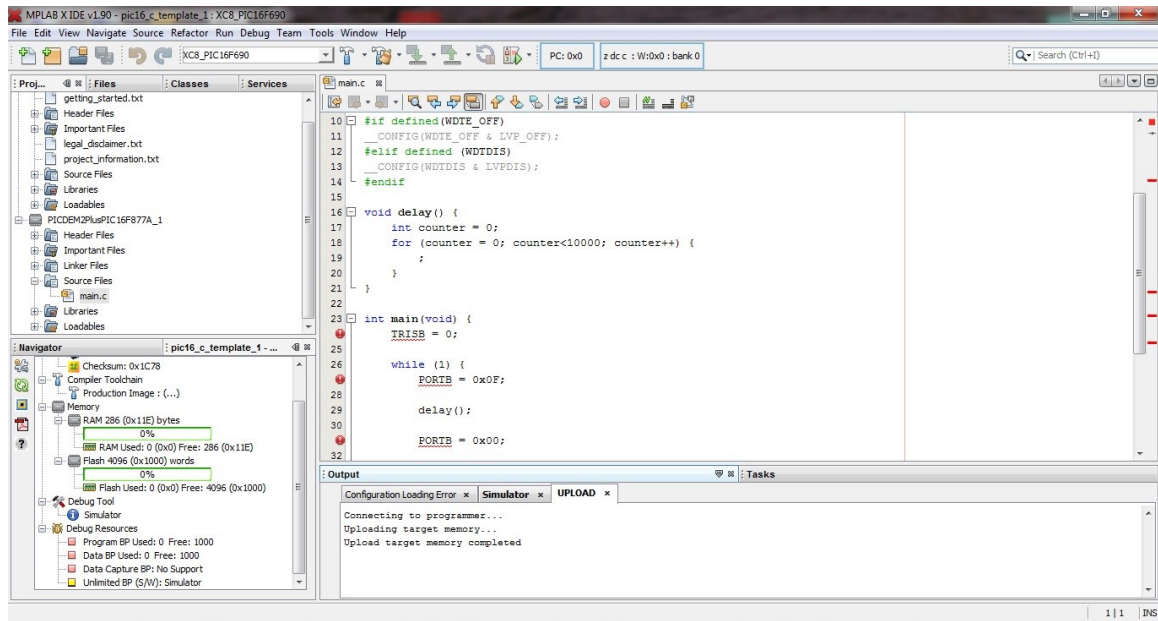 MPLAB X IDE v1.90 - pic16_c_template_1 : XC8_PIC16F690
File Edit View Navigate Source Refactor Run Debug Team Tools Window Help
XC8_PIC16F690
PC: 0x0
z dc c : W:0x0 : bank 0
Search (Ctrl+I)
Proj...
Files
Classes
Services
getting_started.txt
Header Files
Important Files
legal_disclaimer.txt
project_information.txt
Source Files
Libraries
Loadables
PICDEM2PlusPIC16F877A_1
Header Files
Important Files
Linker Files
Source Files
main.c
Libraries
Loadables
Navigator
pic16_c_template_1 - ...
Checksum: 0x1C78
Compiler Toolchain
Production Image : (...)
Memory
RAM 286 (0x11E) bytes
0%
RAM Used: 0 (0x0) Free: 286 (0x11E)
Flash 4096 (0x1000) words
0%
Flash Used: 0 (0x0) Free: 4096 (0x1000)
Debug Tool
Simulator
Debug Resources
Program BP Used: 0 Free: 1000
Data BP Used: 0 Free: 1000
Data Capture BP: No Support
Unlimited BP (S/W): Simulator
main.c
10 #if defined(WDTE_OFF)
11 __CONFIG(WDTE_OFF & LVP_OFF);
12 #elif defined (WDTDIS)
13 __CONFIG(WDTDIS & LVPDIS);
14 #endif
15
16 void delay() {
17 int counter = 0;
18 for (counter = 0; counter<10000; counter++) {
19 ;
20 }
21 }
22
23 int main(void) {
TRISB = 0;
25
26 while (1) {
PORTB = 0x0F;
28
29 delay();
30
PORTB = 0x00;
32
Output
Tasks
Configuration Loading Error
Simulator
UPLOAD
Connecting to programmer...
Uploading target memory...
Upload target memory completed
1|1
INS